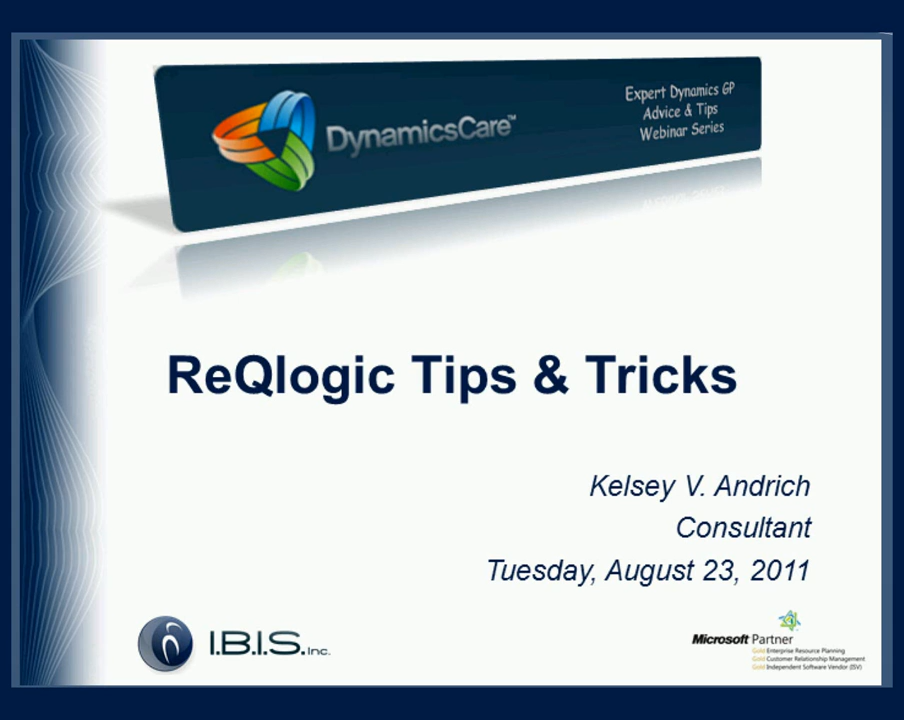 DynamicsCare™
Expert Dynamics GP
Advice & Tips
Webinar Series
ReQlogic Tips & Tricks
Kelsey V. Andrich
Consultant
Tuesday, August 23, 2011
I.B.I.S. Inc.
Microsoft Partner
Gold Enterprise Resource Planning
Gold Customer Relationship Management
Gold Independent Software Vendor (ISV)